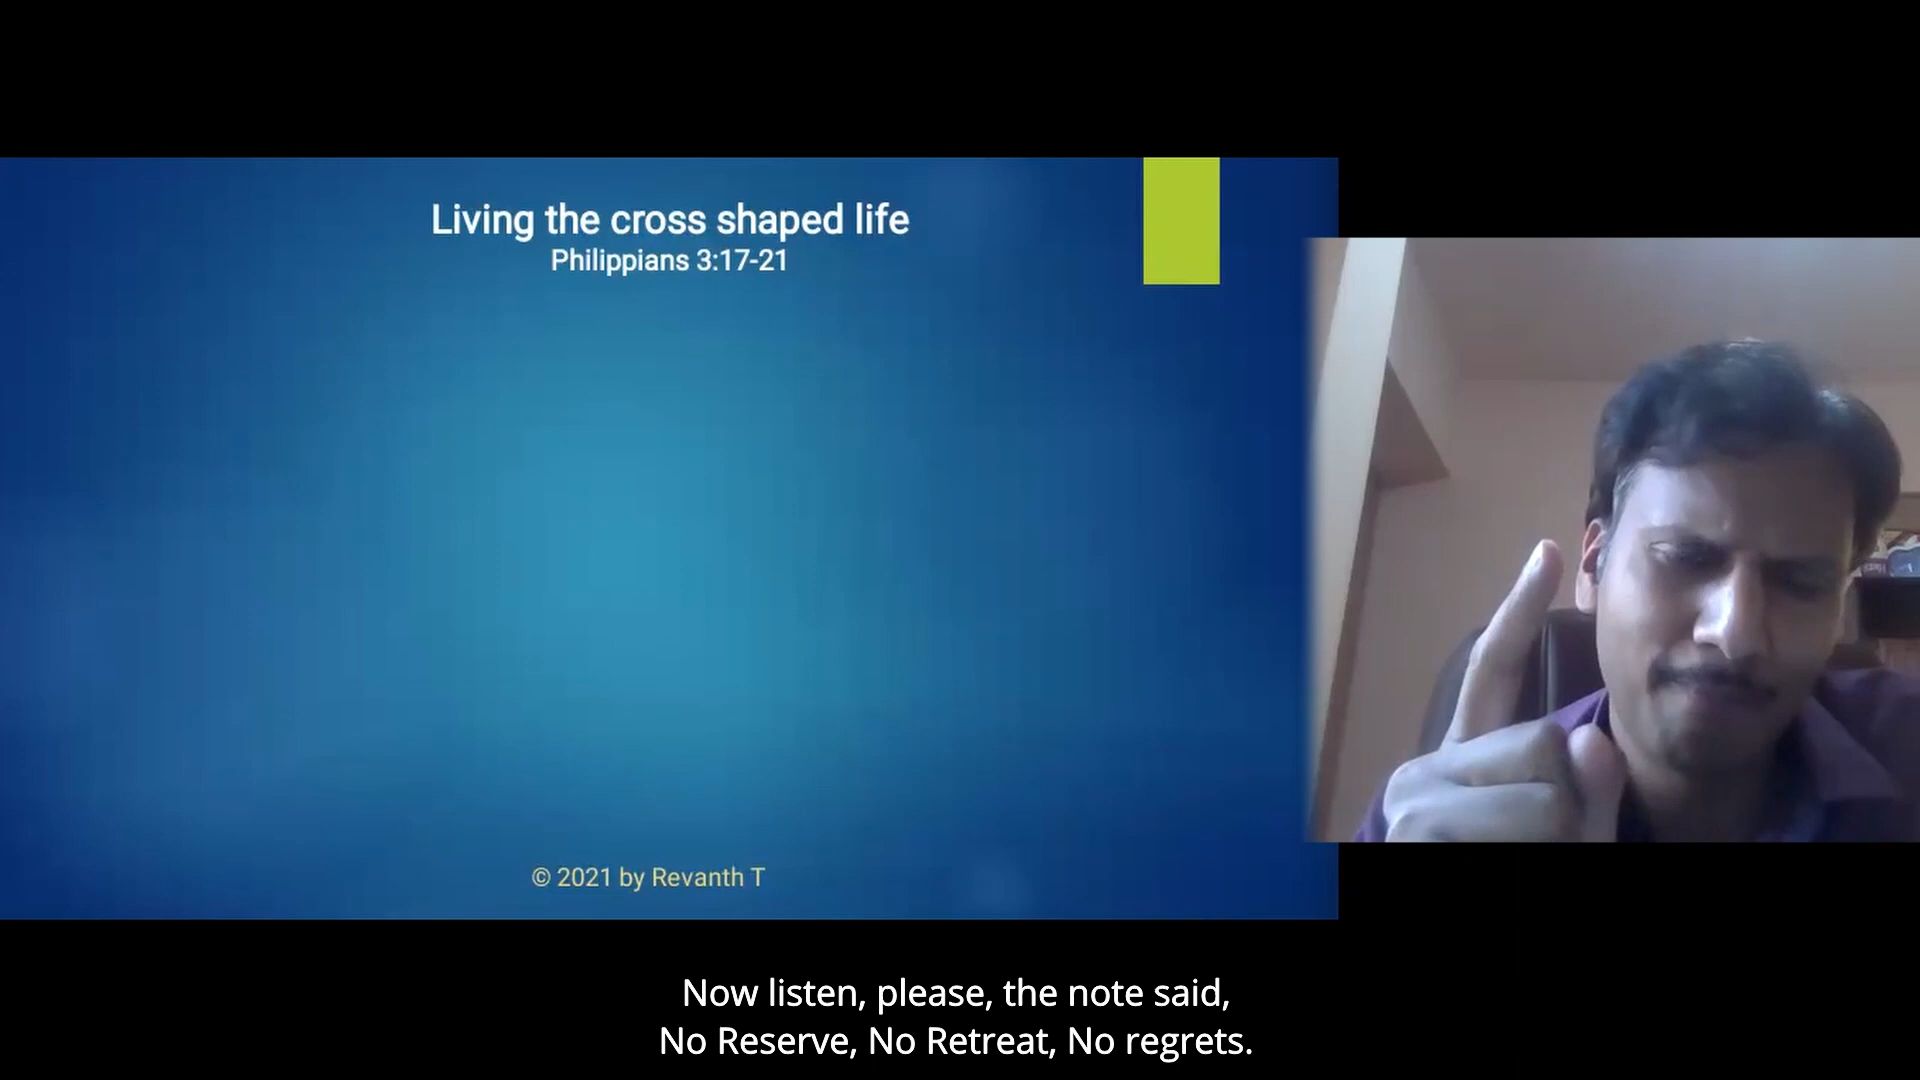 Living the cross shaped life
Philippians 3:17-21
© 2021 by Revanth T
Now listen, please, the note said,
No Reserve, No Retreat, No regrets.